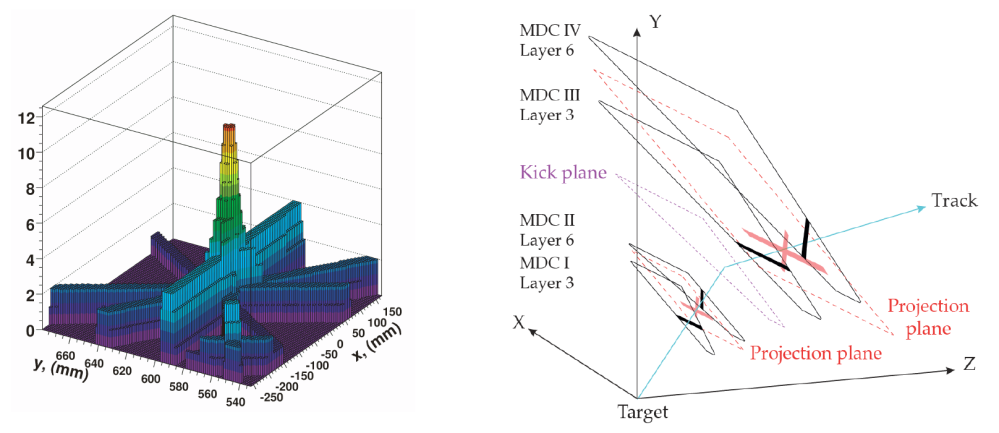 12
10
8
6
4
2
0
y, (mm)
660
640
620
600
580
560
540
x, (mm)
150
100
50
0
-50
-100
-150
-200
-250
MDC IV
Layer 6
MDC III
Layer 3
Kick plane
MDC II
Layer 6
MDC I
Layer 3
Y
X
Z
Track
Projection
plane
Projection plane
Target